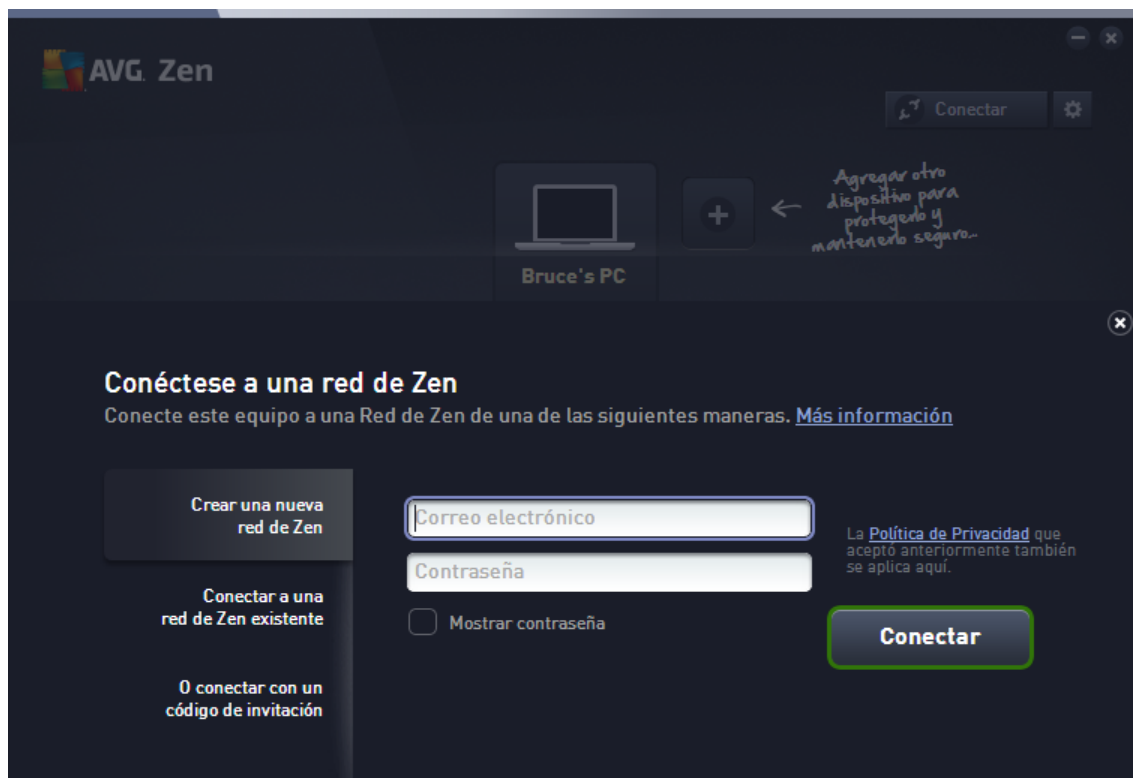 AVG. Zen
Conectar
Agregar otro
dispositivo para
protegerlo y
mantenerlo seguro...
Bruce's PC
Conéctese a una red de Zen
Conecte este equipo a una Red de Zen de una de las siguientes maneras. Más información
Crear una nueva
red de Zen
Conectar a una
red de Zen existente
O conectar con un
código de invitación
Correo electrónico
Contraseña
Mostrar contraseña
La Política de Privacidad que
aceptó anteriormente también
se aplica aquí.
Conectar